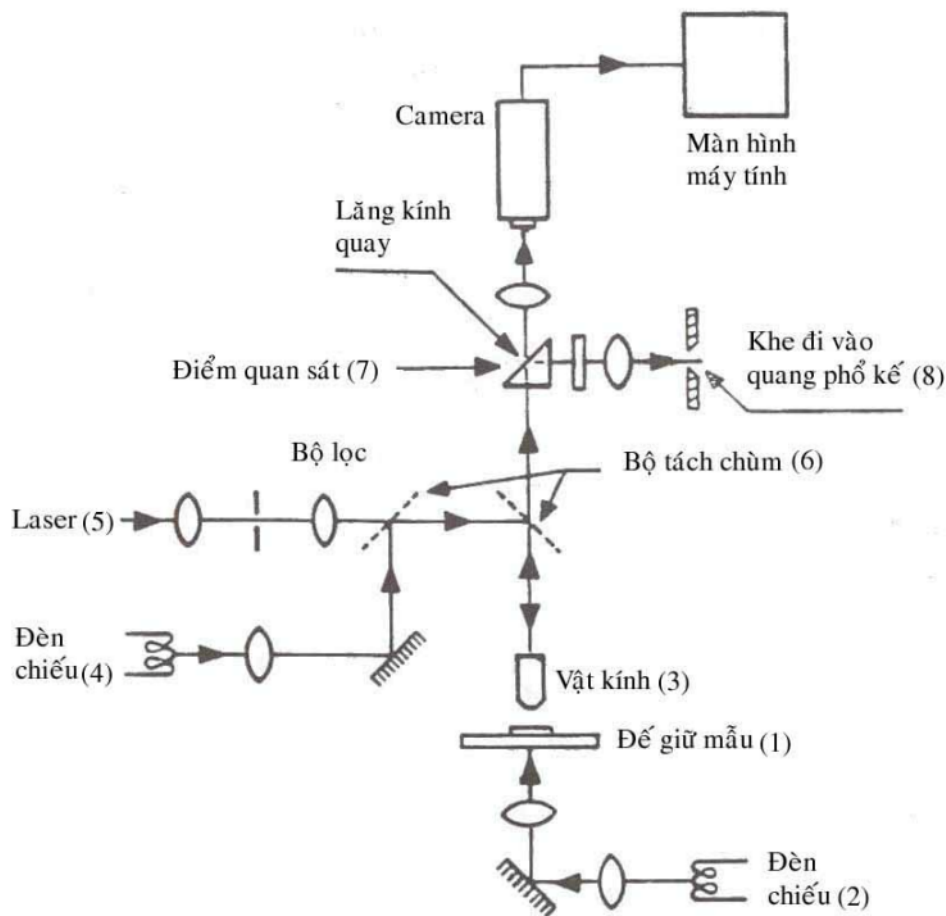 Camera
Màn hình
máy tính
Lăng kính
quay
Điểm quan sát (7)
Khe đi vào
quang phổ kế (8)
Bộ lọc
Bộ tách chùm (6)
Laser (5)
Đèn
chiếu (4)
Vật kính (3)
Đế giữ mẫu (1)
Đèn
chiếu (2)